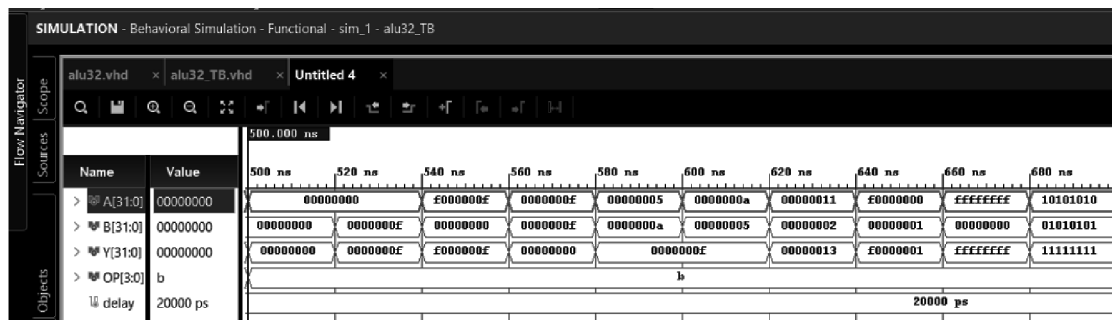 SIMULATION - Behavioral Simulation - Functional - sim_1 - alu32_TB
Flow Navigator
Scope
Sources
Objects
alu32.vhd × alu32_TB.vhd × Untitled 4 ×
500.000 ns
Name Value 500 ns 520 ns 540 ns 560 ns 580 ns 600 ns 620 ns 640 ns 660 ns 680 ns
> A[31:0] 00000000 00000000 f000000f 0000000f 00000005 0000000a 00000011 f0000000 ffffffff 10101010
> B[31:0] 00000000 00000000 0000000f 00000000 0000000f 0000000a 00000005 00000002 00000001 00000000 01010101
> Y[31:0] 00000000 00000000 0000000f f000000f 00000000 0000000f 00000013 f0000001 ffffffff 11111111
> OP[3:0] b b
delay 20000 ps 20000 ps